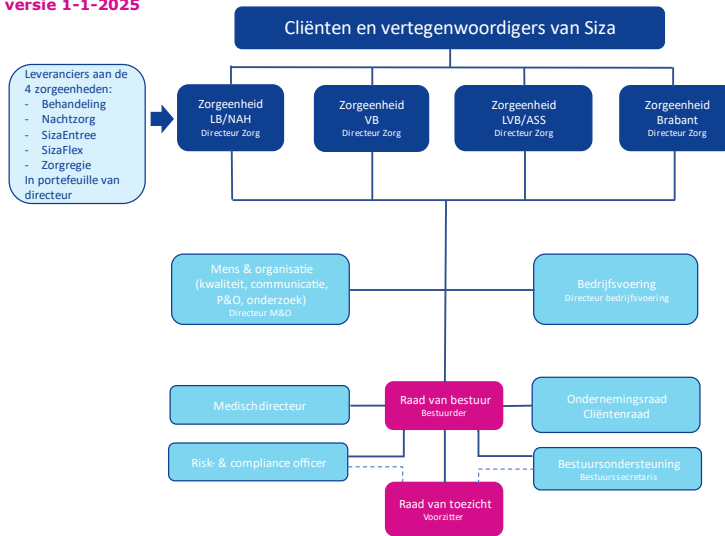 versie 1-1-2025
Cliënten en vertegenwoordigers van Siza
Leveranciers aan de
4 zorgeenheden:
- Behandeling
- Nachtzorg
- SizaEntree
- SizaFlex
- Zorgregie
In portefeuille van
directeur
Zorgeenheid
LB/NAH
Directeur Zorg
Zorgeenheid
VB
Directeur Zorg
Zorgeenheid
LVB/ASS
Directeur Zorg
Zorgeenheid
Brabant
Directeur Zorg
Mens & organisatie
(kwaliteit, communicatie,
P&O, onderzoek)
Directeur M&O
Bedrijfsvoering
Directeur bedrijfsvoering
Medischdirecteur
Raad van bestuur
Bestuurder
Ondernemingsraad
Cliëntenraad
Risk- & compliance officer
Bestuursondersteuning
Bestuurssecretaris
Raad van toezicht
Voorzitter